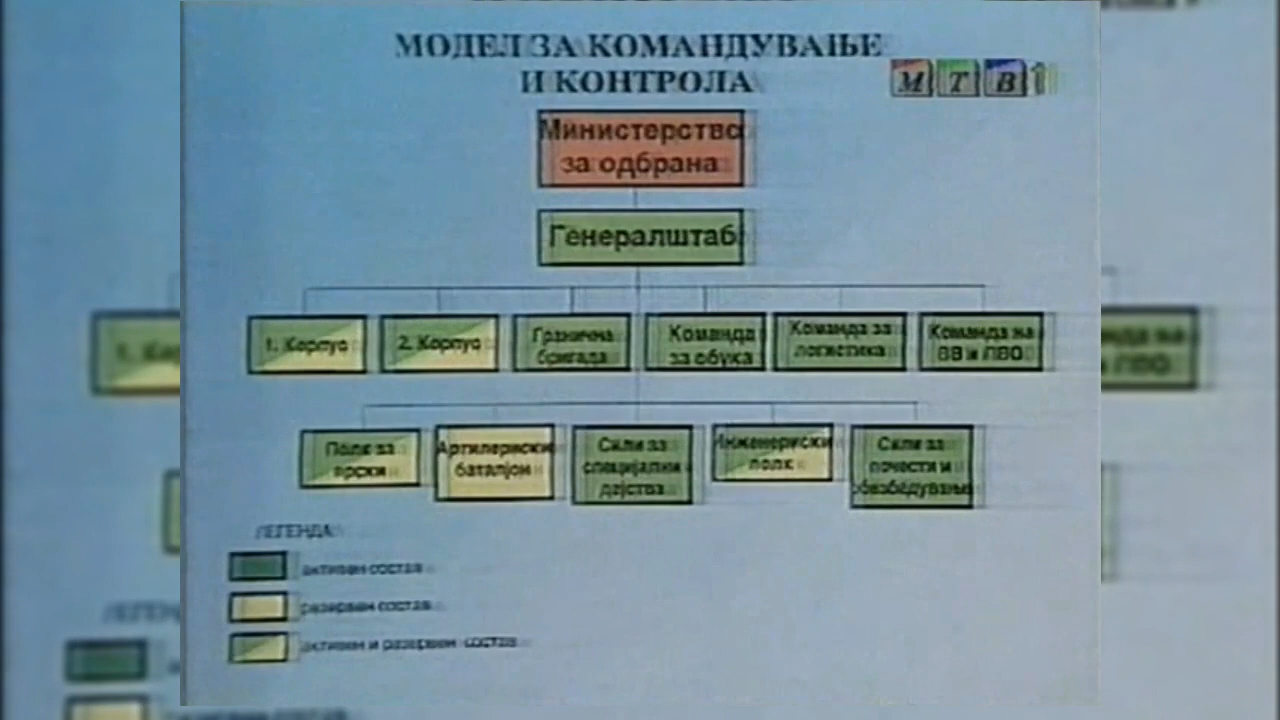 МОДЕЛ ЗА КОМАНДУВАЊЕ
И КОНТРОЛА
М Т В 1
Министерство
за одбрана
Генералштаб
1. Корпус
2. Корпус
Гранична
бригада
Команда
за обука
Команда за
логистика
Команда на
ВВ и ПВО
Полк за
врски
Артилериски
баталјон
Сили за
специјални
дејства
Инжeнериски
полк
Сили за
почести и
обезбедување
ЛЕГЕНДА
активен состав
резервен состав
активен и резервен состав